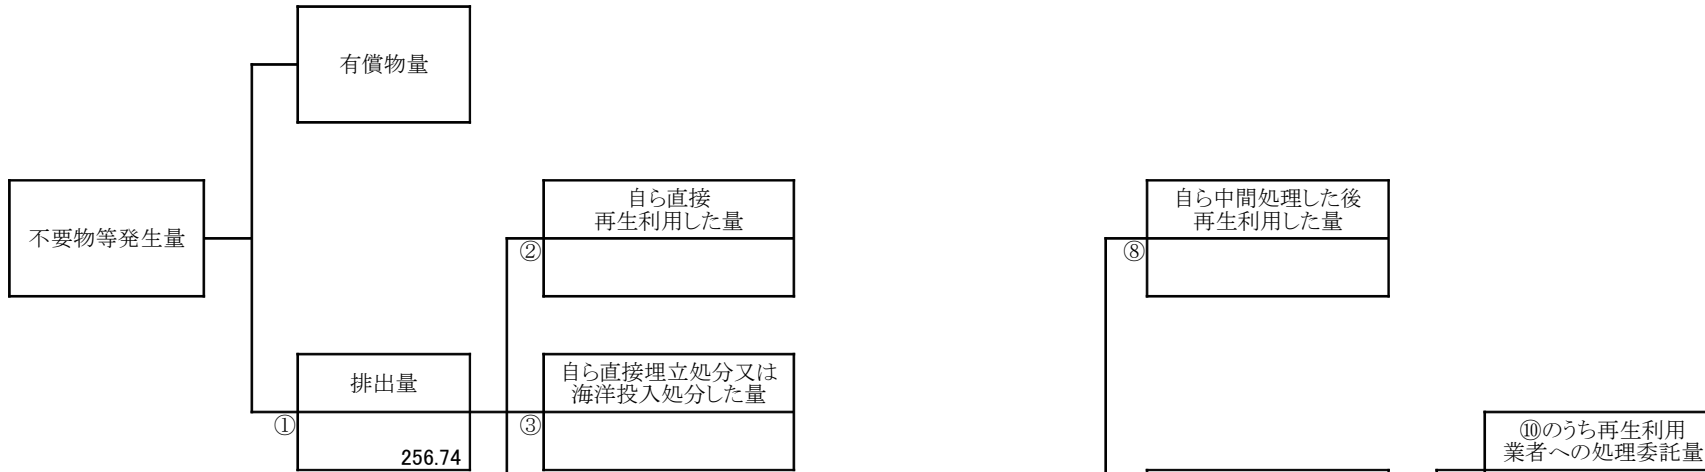 有償物量
不要物等発生量
自ら直接
再生利用した量
②
自ら中間処理した後
再生利用した量
⑧
排出量
①
256.74
自ら直接埋立処分又は
海洋投入処分した量
③
⑩のうち再生利用
業者への処理委託量